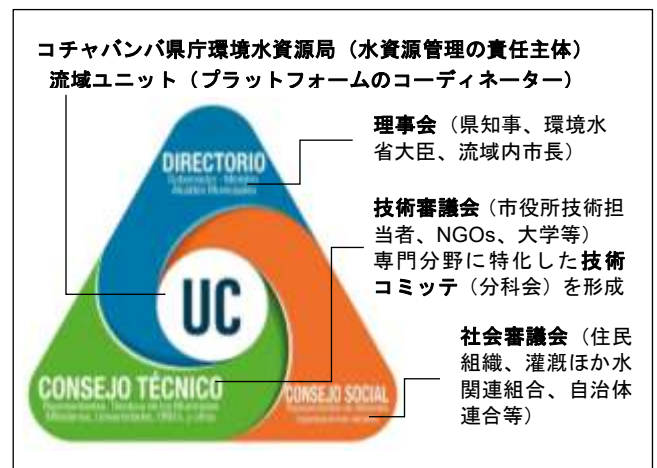 コチャバンバ県庁環境水資源局（水資源管理の責任主体）
流域ユニット（プラットフォームのコーディネーター）
理事会（県知事、環境水
省大臣、流域内市長）
DIRECTORIO
Gobernador - Ministro
Alcaldes Municipales
技術審議会（市役所技術担
当者、NGOs、大学等）
専門分野に特化した技術
コミッテ（分科会）を形成
UC
社会審議会（住民
組織、灌漑ほか水
関連組合、自治体
連合等）
CONSEJO TÉCNICO
CONSEJO SOCIAL